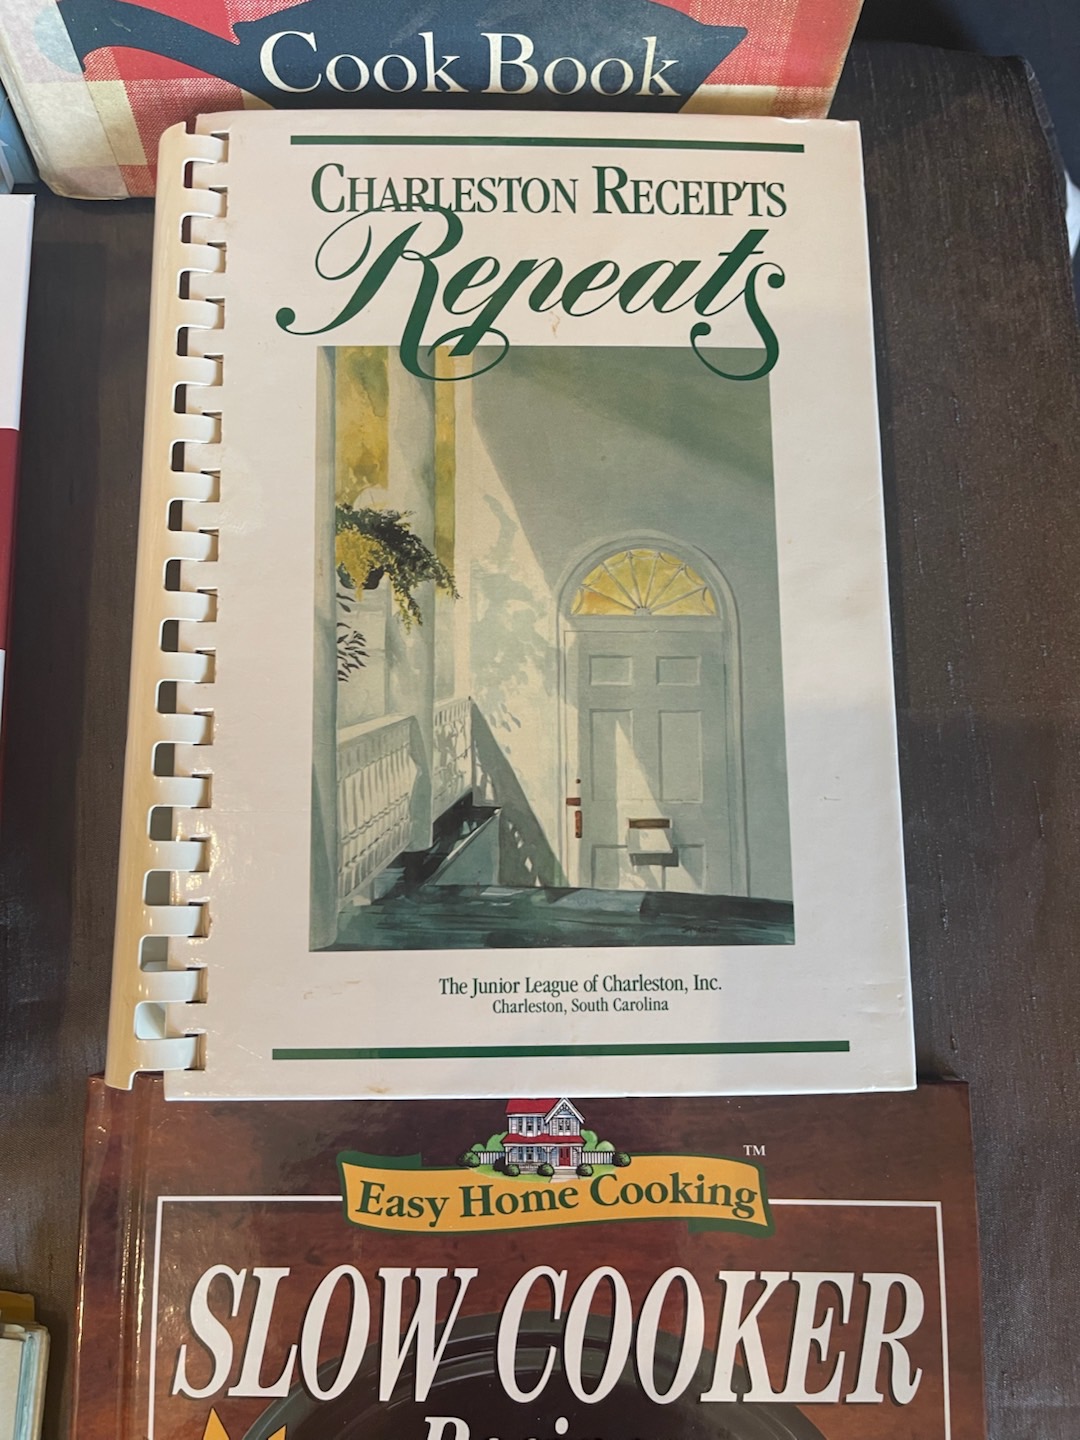 Cook Book
CHARLESTON RECEIPTS
Repeats
The Junior League of Charleston, Inc.
Charleston, South Carolina
TM
Easy Home Cooking
SLOW COOKER